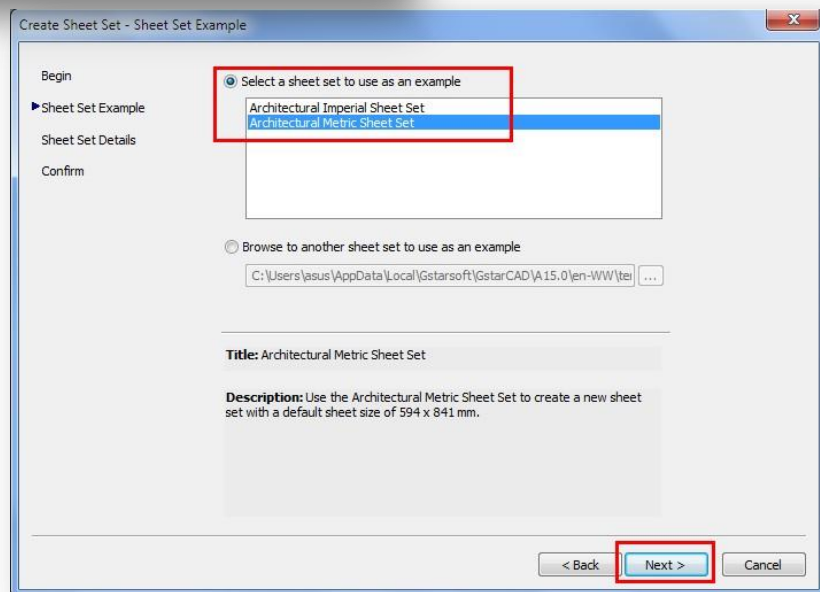 Create Sheet Set - Sheet Set Example
Begin
Sheet Set Example
Sheet Set Details
Confirm
Select a sheet set to use as an example
Architectural Imperial Sheet Set
Architectural Metric Sheet Set
Browse to another sheet set to use as an example
C:\Users\asus\AppData\Local\Gstarsoft\GstarCAD\A15.0\en-WW\ter ...
Title: Architectural Metric Sheet Set
Description: Use the Architectural Metric Sheet Set to create a new sheet
set with a default sheet size of 594 x 841 mm.
< Back Next > Cancel